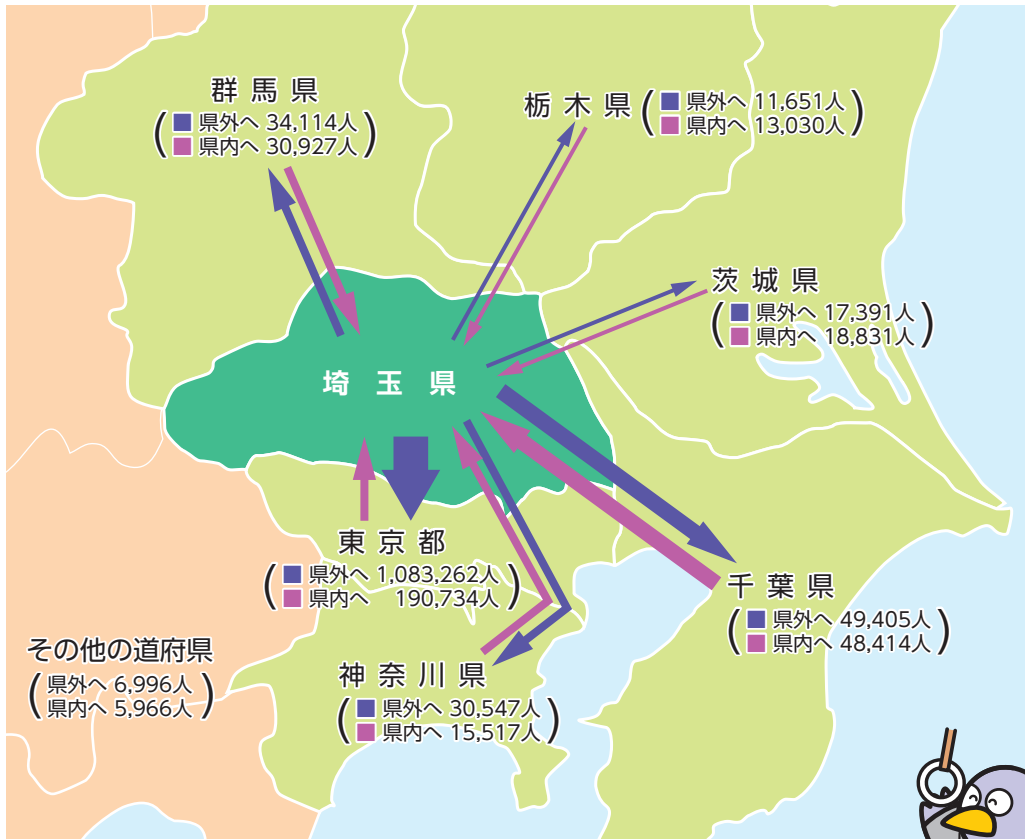 群馬県
( ■ 県外へ 34,114人
■ 県内へ 30,927人 )
栃木県 ( ■ 県外へ 11,651人
■ 県内へ 13,030人 )
茨城県
( ■ 県外へ 17,391人
■ 県内へ 18,831人 )
埼玉県
東京都
( ■ 県外へ 1,083,262人
■ 県内へ 190,734人 )
千葉県
( ■ 県外へ 49,405人
■ 県内へ 48,414人 )
その他の道府県
( 県外へ 6,996人
県内へ 5,966人 )
神奈川県
( ■ 県外へ 30,547人
■ 県内へ 15,517人 )